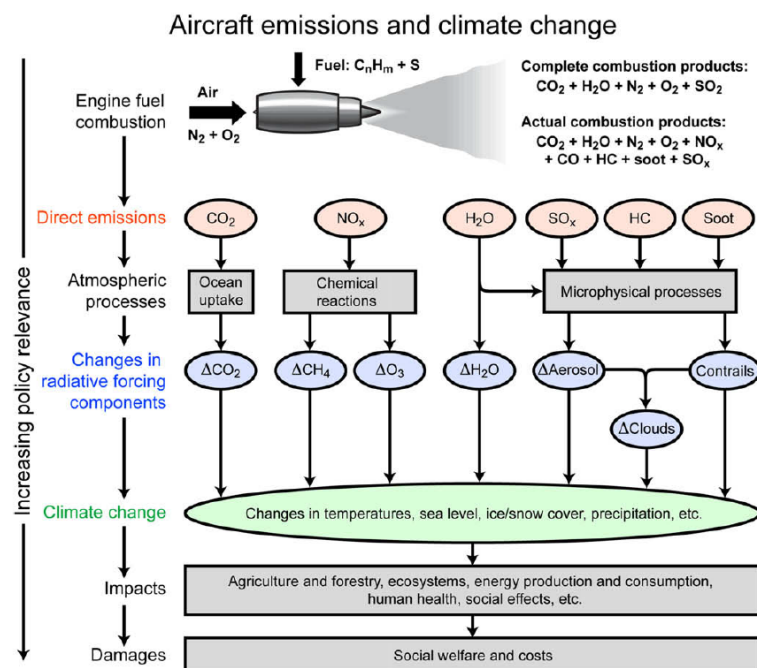 Aircraft emissions and climate change
Increasing policy relevance
Engine fuel
combustion
Air
N₂ + O₂
Fuel: CₙHₘ + S
Complete combustion products:
CO₂ + H₂O + N₂ + O₂ + SO₂
Actual combustion products:
CO₂ + H₂O + N₂ + O₂ + NOₓ
+ CO + HC + soot + SOₓ
Direct emissions
CO₂
NOₓ
H₂O
SOₓ
HC
Soot
Atmospheric
processes
Ocean
uptake
Chemical
reactions
Microphysical processes
Changes in
radiative forcing
components
ΔCO₂
ΔCH₄
ΔO₃
ΔH₂O
ΔAerosol
Contrails
ΔClouds
Climate change
Changes in temperatures, sea level, ice/snow cover, precipitation, etc.
Impacts
Agriculture and forestry, ecosystems, energy production and consumption,
human health, social effects, etc.
Damages
Social welfare and costs